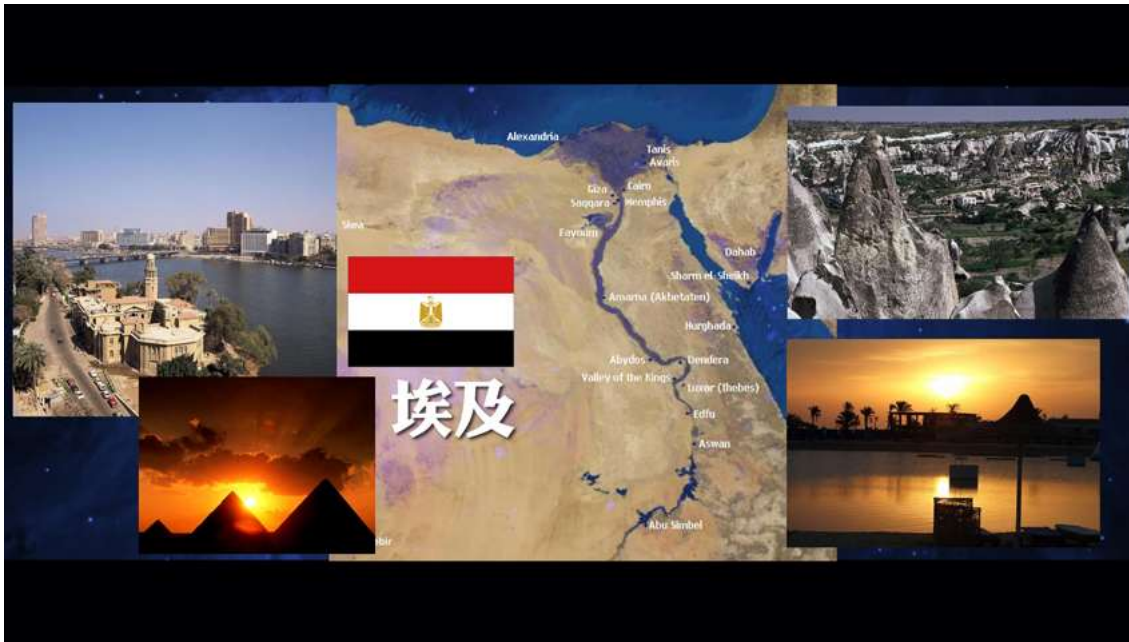 Alexandria
Tanis
Avaris
Giza
Cairo
Saqqara
Memphis
Siwa
Fayoum
Dahab
Sharm el-Sheikh
Amarna (Akhetaten)
Hurghada
Abydos
Dendera
Valley of the Kings
Luxor (Thebes)
埃及
Edfu
Aswan
Abu Simbel
ebir